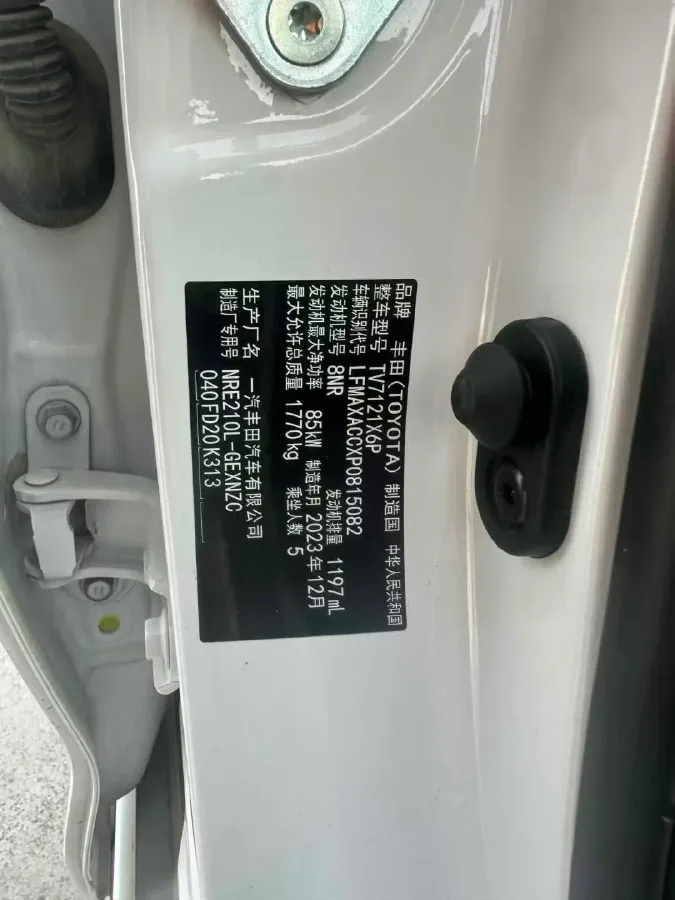 品牌 丰田(TOYOTA) 制造国 中华人民共和国
整车型号 TV7121X6P
车辆识别代号 LFMAXACCXP0815082
发动机型号 8NR 发动机排量 1197 mL
发动机最大净功率 85kW 制造年月 2023年12月
最大允许总质量 1770kg 乘坐人数 5
生产厂名 一汽丰田汽车有限公司
制造厂专用号 NRE210L-GEXNZC
040FD20K313